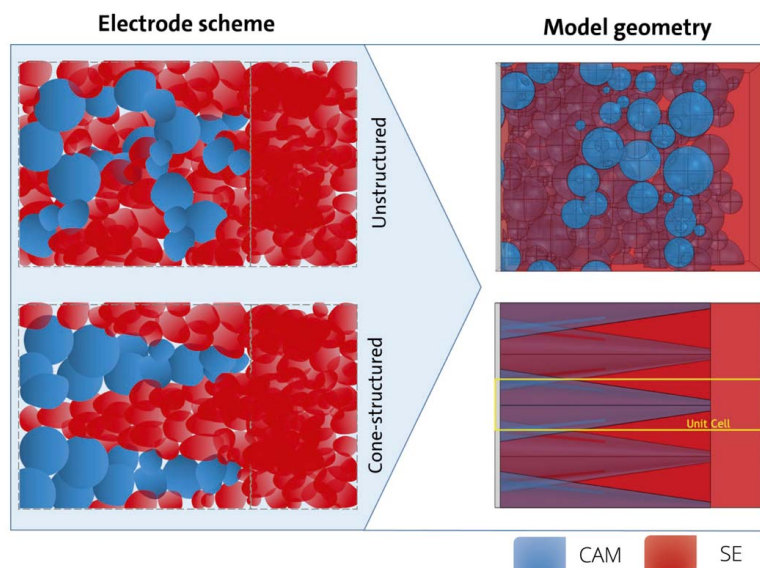 Electrode scheme
Model geometry
Unstructured
Cone-structured
Unit Cell
CAM
SE